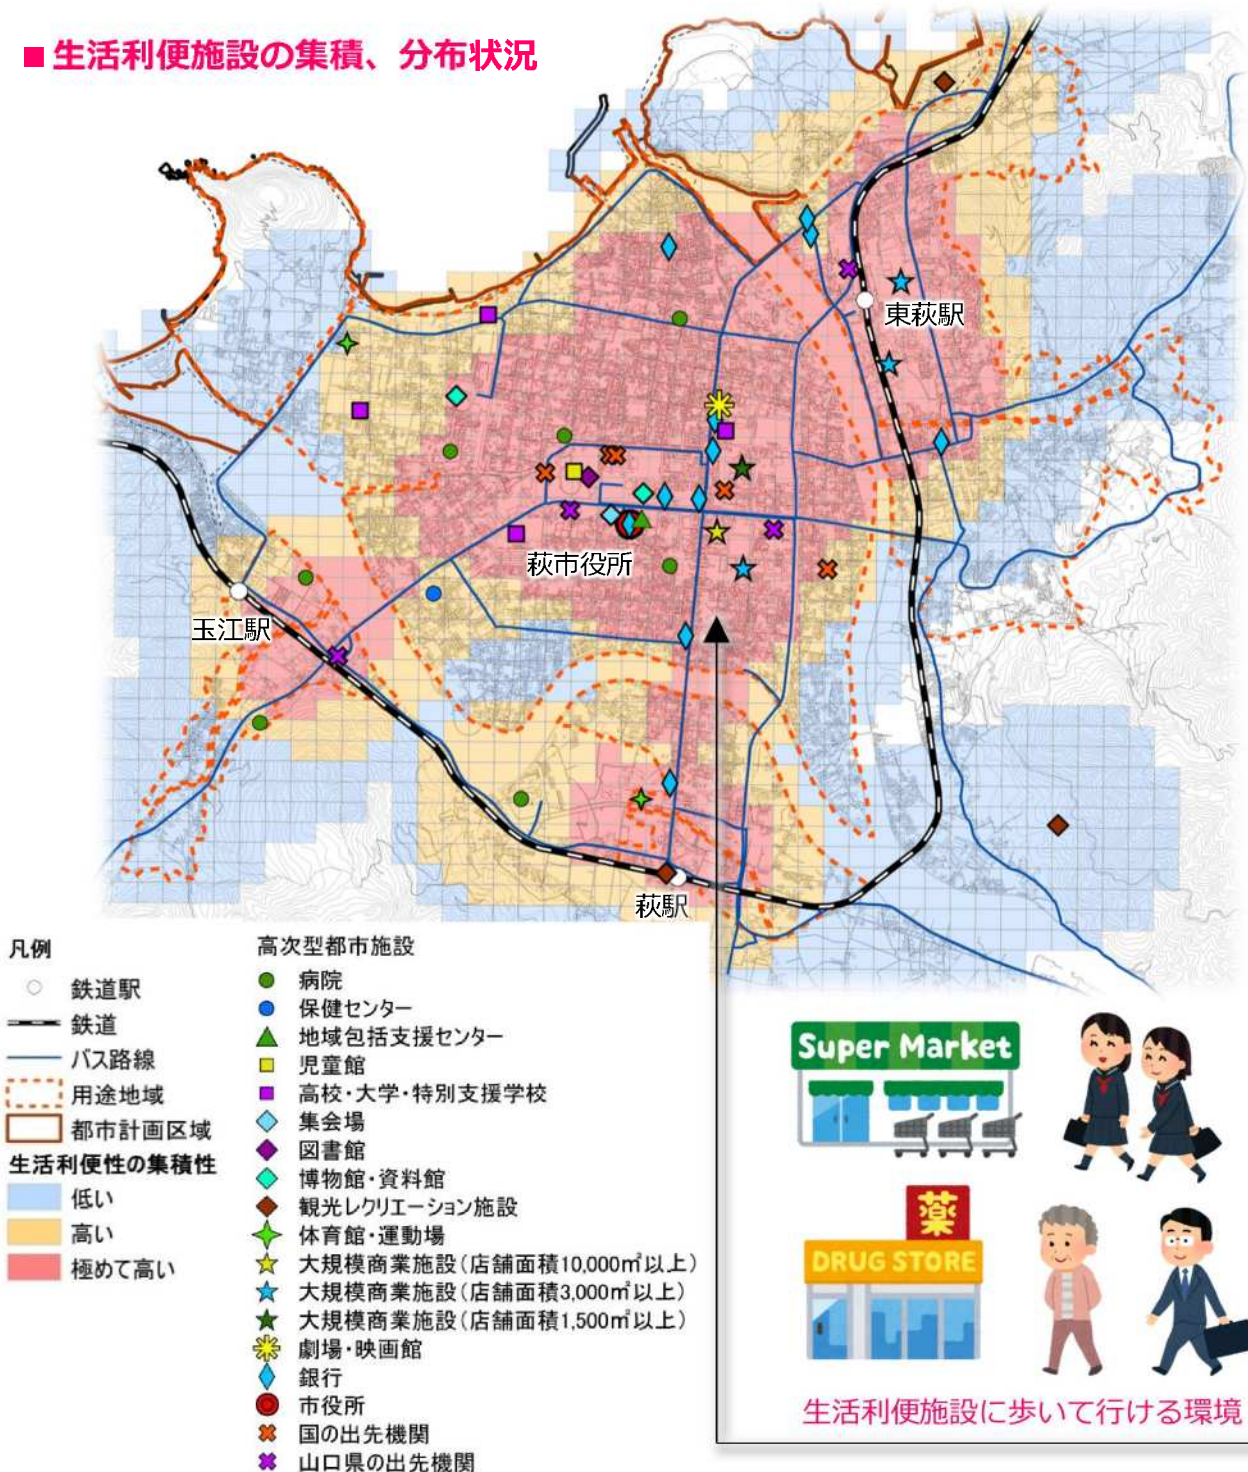 ■生活利便施設の集積、分布状況
東萩駅
萩市役所
玉江駅
萩駅
凡例
鉄道駅
鉄道
バス路線
用途地域
都市計画区域
生活利便性の集積性
低い
高い
極めて高い
高次型都市施設
病院
保健センター
地域包括支援センター
児童館
高校・大学・特別支援学校
集会場
図書館
博物館・資料館
観光レクリエーション施設
体育館・運動場
大規模商業施設(店舗面積10,000㎡以上)
大規模商業施設(店舗面積3,000㎡以上)
大規模商業施設(店舗面積1,500㎡以上)
劇場・映画館
銀行
市役所
国の出先機関
山口県の出先機関
Super Market
薬
DRUG STORE
生活利便施設に歩いて行ける環境